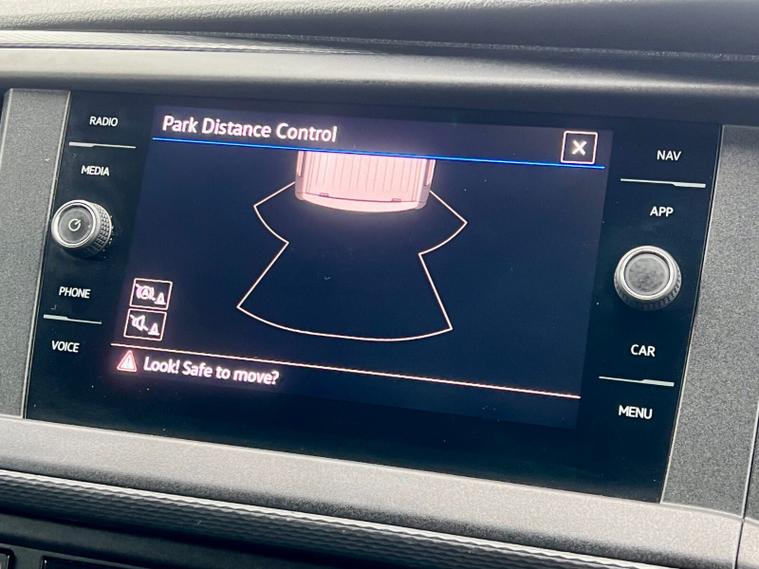 RADIO
MEDIA
PHONE
VOICE
Park Distance Control
Look! Safe to move?
NAV
APP
CAR
MENU